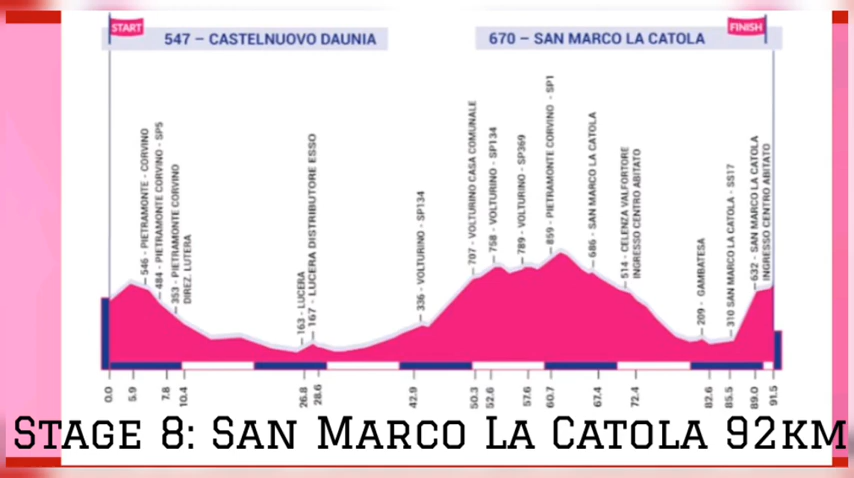 START
547 – CASTELNUOVO DAUNIA
670 – SAN MARCO LA CATOLA
FINISH
546 - PIETRAMONTE - CORVINO
484 - PIETRAMONTE CORVINO - SP5
353 - PIETRAMONTE CORVINO
DIREZ. LUTERA
163 - LUCERA
167 - LUCERA DISTRIBUTORE ESSO
336 - VOLTURINO - SP134
707 - VOLTURINO CASA COMUNALE
758 - VOLTURINO - SP134
789 - VOLTURINO - SP369
859 - PIETRAMONTE CORVINO - SP1
686 - SAN MARCO LA CATOLA
514 - CELENZA VALFORTORE
INGRESSO CENTRO ABITATO
209 - GAMBATESA
310 SAN MARCO LA CATOLA - SS17
632 - SAN MARCO LA CATOLA
INGRESSO CENTRO ABITATO
0.0
5.9
7.8
10.4
26.8
28.6
42.9
50.3
52.6
57.6
60.7
67.4
72.4
82.6
85.5
89.0
91.5
STAGE 8: SAN MARCO LA CATOLA 92KM